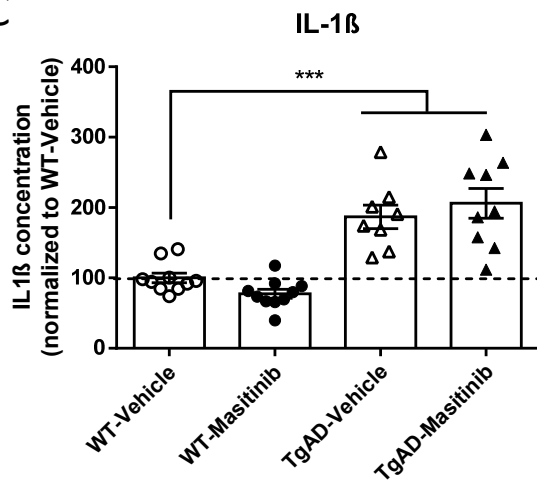 IL-1ß
***
IL1ß concentration
(normalized to WT-Vehicle)
400
300
200
100
0
WT-Vehicle
WT-Masitinib
TgAD-Vehicle
TgAD-Masitinib